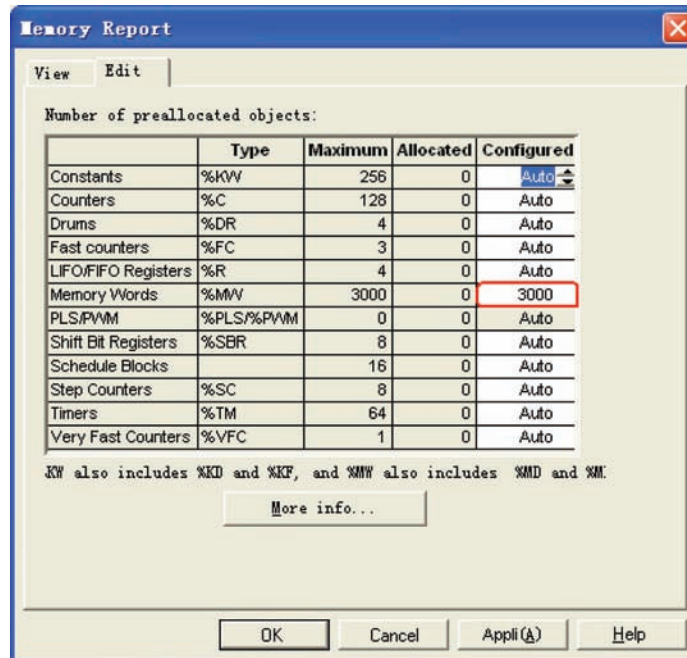 Memory Report
View Edit
Number of preallocated objects:
Type Maximum Allocated Configured
Constants %KW 256 0 Auto
Counters %C 128 0 Auto
Drums %DR 4 0 Auto
Fast counters %FC 3 0 Auto
LIFO/FIFO Registers %R 4 0 Auto
Memory Words %MW 3000 0 3000
PLS/PWM %PLS/%PWM 0 0 Auto
Shift Bit Registers %SBR 8 0 Auto
Schedule Blocks 16 0 Auto
Step Counters %SC 8 0 Auto
Timers %TM 64 0 Auto
Very Fast Counters %VFC 1 0 Auto
KW also includes %KD and %KF, and %MW also includes %MD and %M
More info...
OK Cancel Appli(A) Help